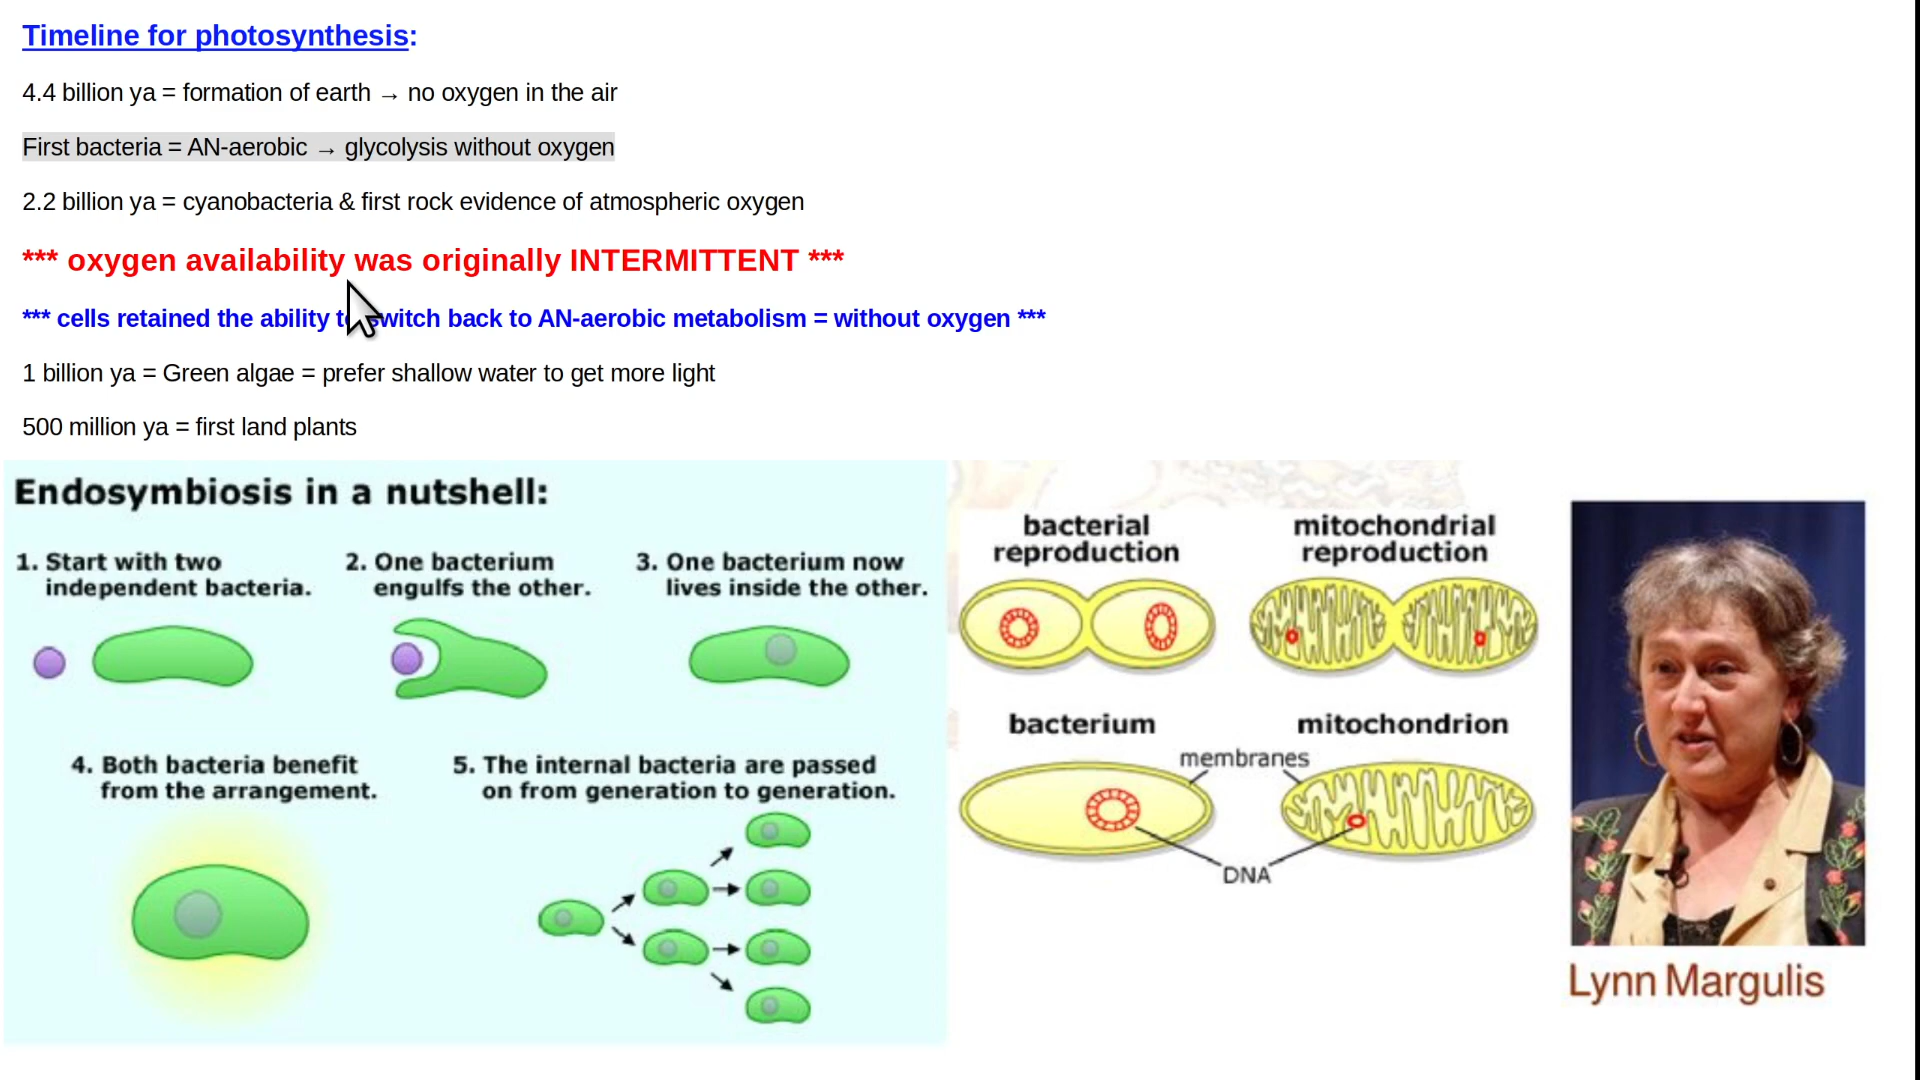 Timeline for photosynthesis:
4.4 billion ya = formation of earth → no oxygen in the air
First bacteria = AN-aerobic → glycolysis without oxygen
2.2 billion ya = cyanobacteria & first rock evidence of atmospheric oxygen
*** oxygen availability was originally INTERMITTENT ***
*** cells retained the ability to switch back to AN-aerobic metabolism = without oxygen ***
1 billion ya = Green algae = prefer shallow water to get more light
500 million ya = first land plants
Endosymbiosis in a nutshell:
1. Start with two
independent bacteria.
2. One bacterium
engulfs the other.
3. One bacterium now
lives inside the other.
4. Both bacteria benefit
from the arrangement.
5. The internal bacteria are passed
on from generation to generation.
bacterial
reproduction
mitochondrial
reproduction
bacterium
mitochondrion
membranes
DNA
Lynn Margulis